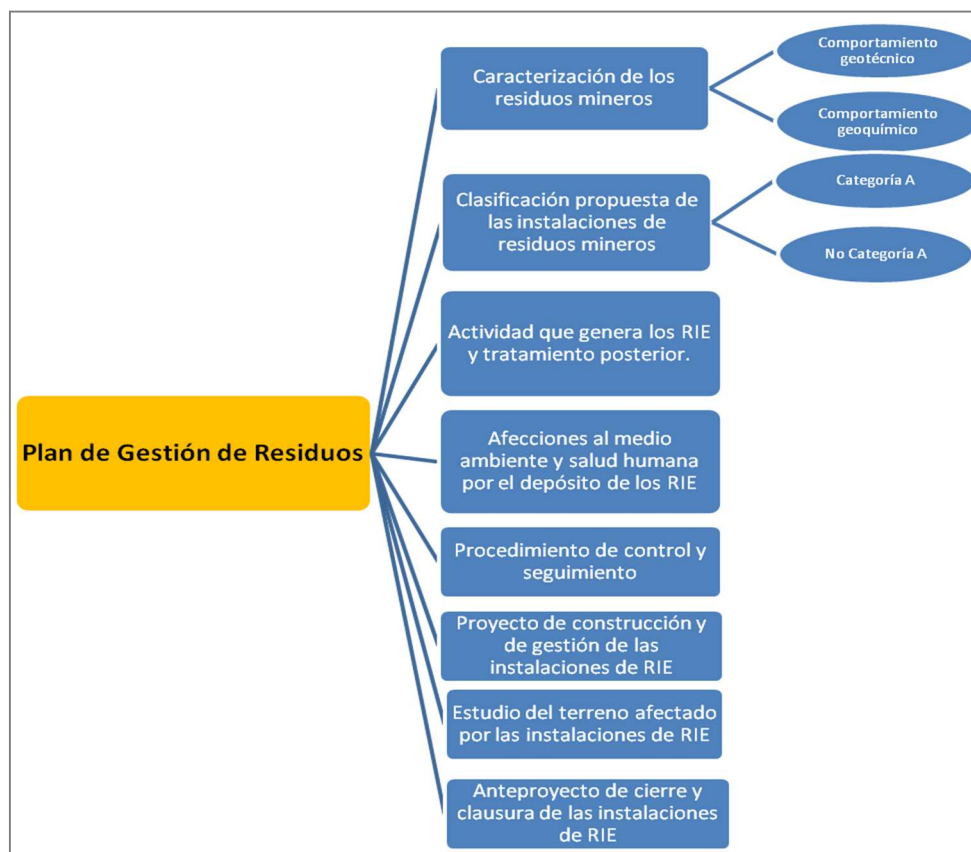 Plan de Gestión de Residuos
Caracterización de los
residuos mineros
Comportamiento
geotécnico
Comportamiento
geoquímico
Clasificación propuesta de
las instalaciones de
residuos mineros
Categoría A
No Categoría A
Actividad que genera los RIE
y tratamiento posterior.
Afecciones al medio
ambiente y salud humana
por el depósito de los RIE
Procedimiento de control y
seguimiento
Proyecto de construcción y
de gestión de las
instalaciones de RIE
Estudio del terreno afectado
por las instalaciones de RIE
Anteproyecto de cierre y
clausura de las instalaciones
de RIE